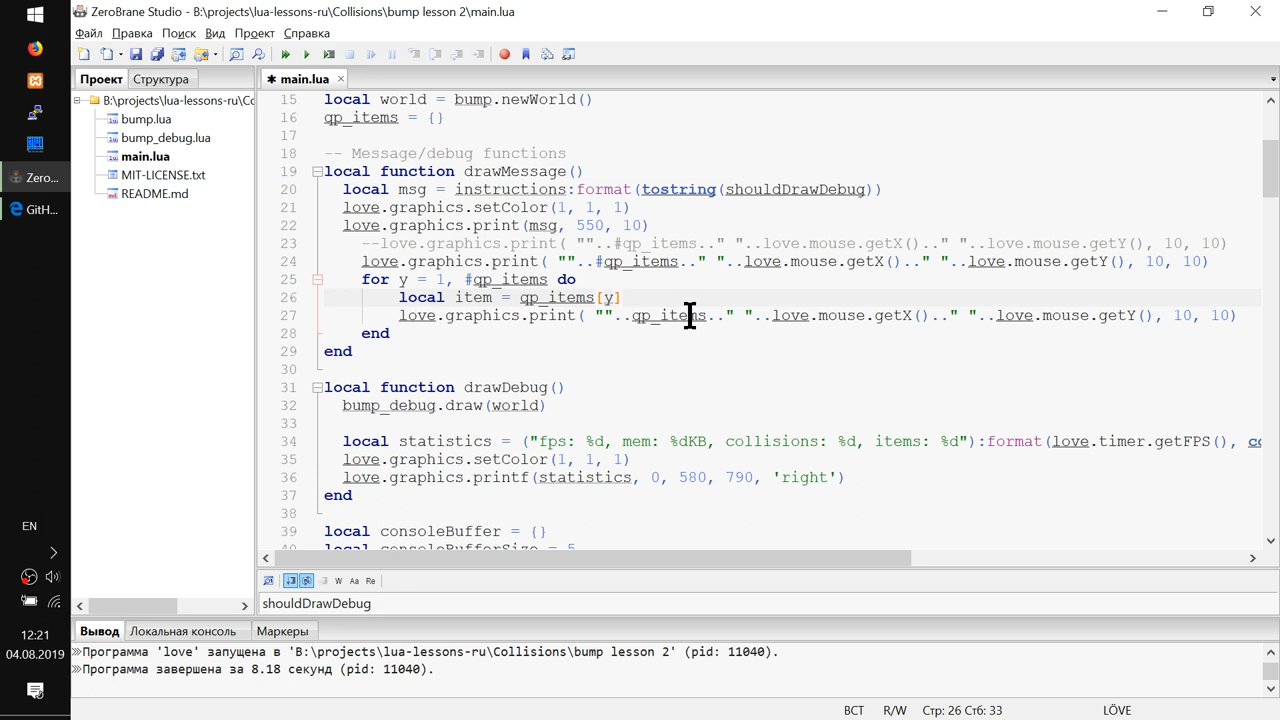 ZeroBrane Studio - B:\projects\lua-lessons-ru\Collisions\bump lesson 2\main.lua
Файл Правка Поиск Вид Проект Справка
Проект Структура
main.lua
B:\projects\lua-lessons-ru\Cc
bump.lua
bump_debug.lua
main.lua
MIT-LICENSE.txt
README.md
15 local world = bump.newWorld()
16 qp_items = {}
17
18 -- Message/debug functions
19 local function drawMessage()
20 local msg = instructions:format(tostring(shouldDrawDebug))
21 love.graphics.setColor(1, 1, 1)
22 love.graphics.print(msg, 550, 10)
23 --love.graphics.print( ""..#qp_items.." "..love.mouse.getX().." "..love.mouse.getY(), 10, 10)
24 love.graphics.print( ""..#qp_items.." "..love.mouse.getX().." "..love.mouse.getY(), 10, 10)
25 for y = 1, #qp_items do
26 local item = qp_items[y]
27 love.graphics.print( ""..qp_items.." "..love.mouse.getX().." "..love.mouse.getY(), 10, 10)
28 end
29 end
30
31 local function drawDebug()
32 bump_debug.draw(world)
33
34 local statistics = ("fps: %d, mem: %dKB, collisions: %d, items: %d"):format(love.timer.getFPS(), co
35 love.graphics.setColor(1, 1, 1)
36 love.graphics.printf(statistics, 0, 580, 790, 'right')
37 end
38
39 local consoleBuffer = {}
40 local consoleBufferSize = 5
Zero...
GitH...
EN
12:21
04.08.2019
W Aa Re
shouldDrawDebug
Вывод Локальная консоль Маркеры
Программа 'love' запущена в 'B:\projects\lua-lessons-ru\Collisions\bump lesson 2' (pid: 11040).
Программа завершена за 8.18 секунд (pid: 11040).
ВСТ R/W Стр: 26 Стб: 33 LÖVE